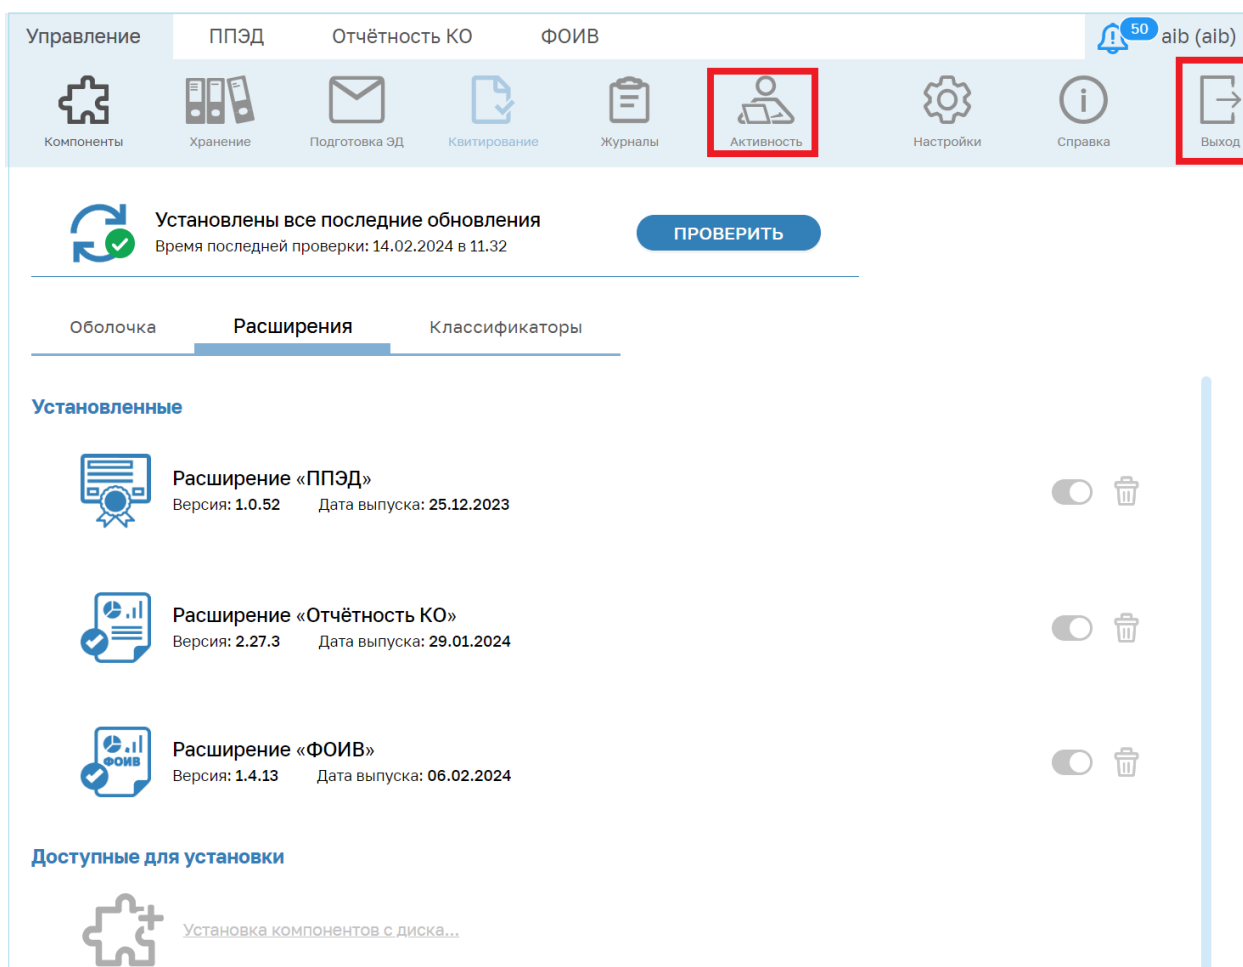 Управление ППЭД Отчётность КО ФОИВ 50 aib (aib)
Компоненты Хранение Подготовка ЭД Квитирование Журналы Активность Настройки Справка Выход
Установлены все последние обновления
Время последней проверки: 14.02.2024 в 11.32
ПРОВЕРИТЬ
Оболочка Расширения Классификаторы
Установленные
Расширение «ППЭД»
Версия: 1.0.52 Дата выпуска: 25.12.2023
Расширение «Отчётность КО»
Версия: 2.27.3 Дата выпуска: 29.01.2024
ФОИВ
Расширение «ФОИВ»
Версия: 1.4.13 Дата выпуска: 06.02.2024
Доступные для установки
Установка компонентов с диска...